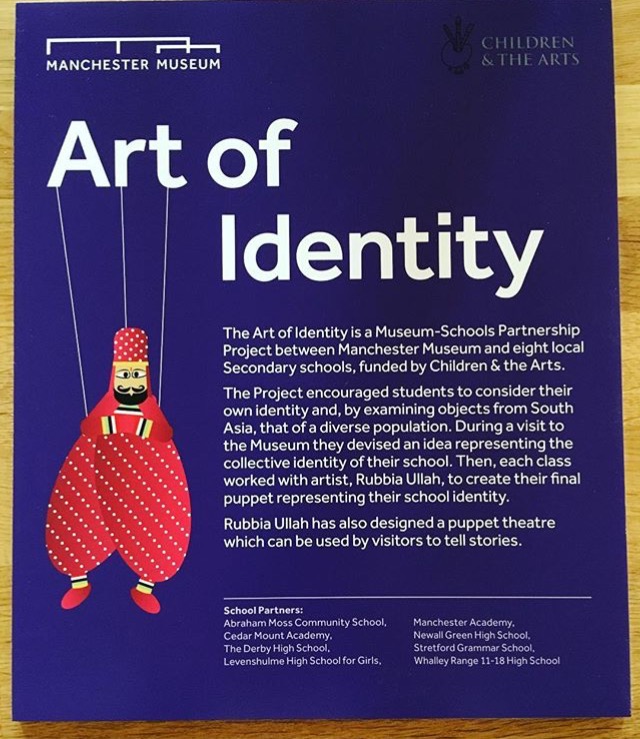 MANCHESTER MUSEUM
CHILDREN
& THE ARTS
Art of
Identity
The Art of Identity is a Museum-Schools Partnership
Project between Manchester Museum and eight local
Secondary schools, funded by Children & the Arts.
The Project encouraged students to consider their
own identity and, by examining objects from South
Asia, that of a diverse population. During a visit to
the Museum they devised an idea representing the
collective identity of their school. Then, each class
worked with artist, Rubbia Ullah, to create their final
puppet representing their school identity.
Rubbia Ullah has also designed a puppet theatre
which can be used by visitors to tell stories.
School Partners:
Abraham Moss Community School,
Cedar Mount Academy,
The Derby High School,
Levenshulme High School for Girls,
Manchester Academy,
Newall Green High School,
Stretford Grammar School,
Whalley Range 11-18 High School